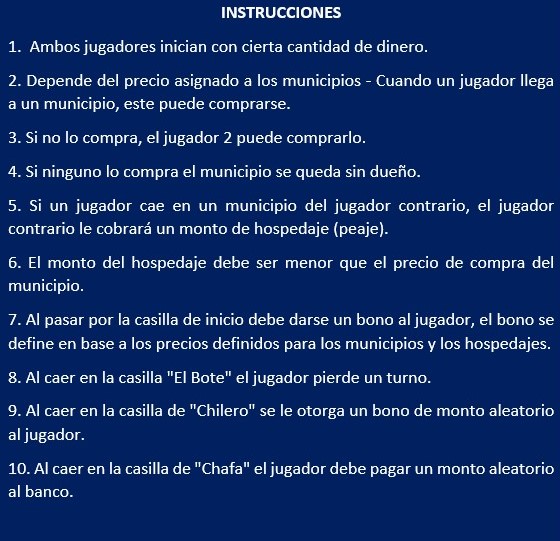 INSTRUCCIONES
1. Ambos jugadores inician con cierta cantidad de dinero.
2. Depende del precio asignado a los municipios - Cuando un jugador llega
a un municipio, este puede comprarse.
3. Si no lo compra, el jugador 2 puede comprarlo.
4. Si ninguno lo compra el municipio se queda sin dueño.
5. Si un jugador cae en un municipio del jugador contrario, el jugador
contrario le cobrará un monto de hospedaje (peaje).
6. El monto del hospedaje debe ser menor que el precio de compra del
municipio.
7. Al pasar por la casilla de inicio debe darse un bono al jugador, el bono se
define en base a los precios definidos para los municipios y los hospedajes.
8. Al caer en la casilla "El Bote" el jugador pierde un turno.
9. Al caer en la casilla de "Chilero" se le otorga un bono de monto aleatorio
al jugador.
10. Al caer en la casilla de "Chafa" el jugador debe pagar un monto aleatorio
al banco.